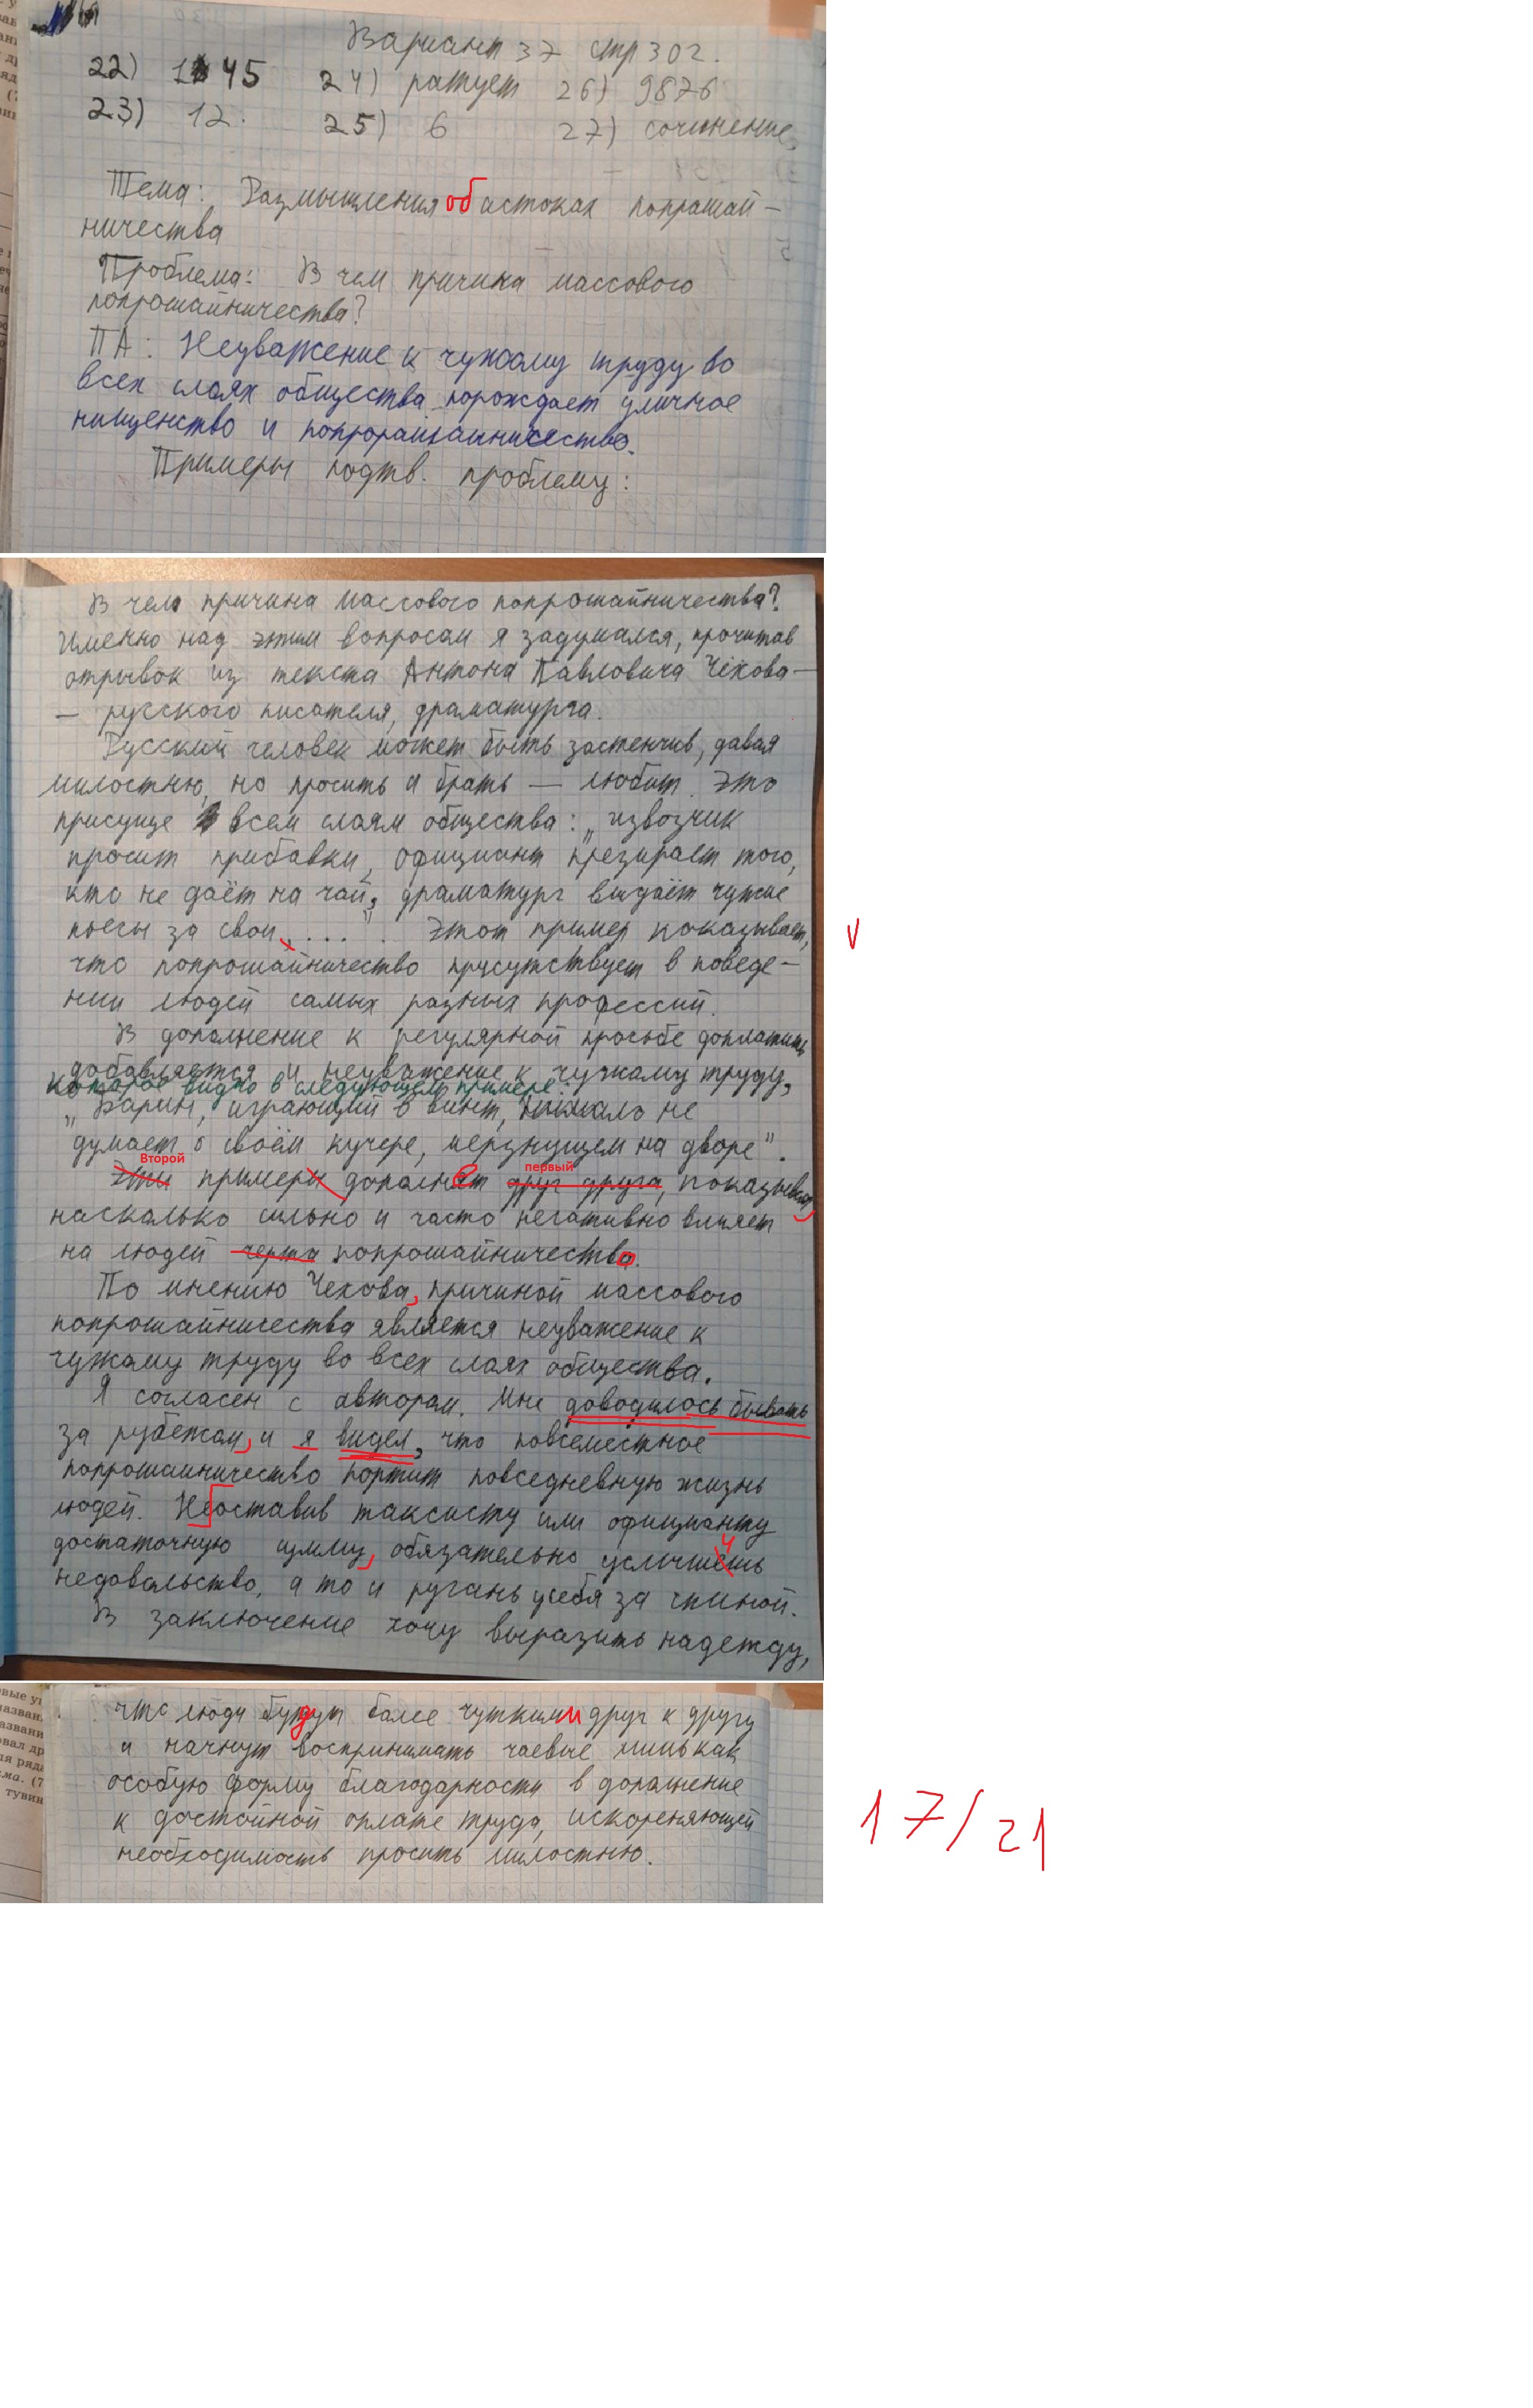 Вариант 37 стр 302.
22) 145 24) ратует 26) 9876
23) 12. 25) 6 27) сочинение.
Тема: Размышления об истоках попрошай-
ничества
Проблема: В чем причина массового
попрошайничества?
ПА: Неуважение к чужому труду во
всех слоях общества порождает уличное
нищенство и
Примеры подтв. проблему:
В чем причина массового попрошайничества?
Именно над этим вопросом я задумался, прочитав
отрывок из текста Антона Павловича Чехова-
- русского писателя, драматурга.
Русский человек может быть застенчив, давая
милостыню, но просить и брать — любит. Это
присуще всем слоям общества: „извозчик
просит прибавки, официант презирает того,
кто не даёт на чай, драматург выдаёт чужие
пьесы за свои, ...". Этот пример показывает,
что попрошайничество присутствует в поведе-
нии людей самых разных профессий.
В дополнение к регулярной просьбе доплатить
добавляется и неуважение к чужому труду,
которое видно в следующем примере:
„Барин, играющий в винт, нимало не
думает о своём кучере, мерзнущем на дворе".
Второй первый
Эти примеры дополнет друг друга, показывая,
насколько сильно и часто негативно влияет
на людей черта попрошайничество.
По мнению Чехова, причиной массового
попрошайничества является неуважение к
чужому труду во всех слоях общества.
Я согласен с автором. Мне доводилось бывать
за рубежом, и я видел, что повсеместное
попрошайничество портит повседневную жизнь
людей. Не оставив таксисту или официанту
достаточную сумму, обязательно услышишь
недовольство, а то и ругань у себя за спиной.
В заключение хочу выразить надежду,
что люди будут более чуткими друг к другу
и начнут воспринимать чаевые лишь как
особую форму благодарности в дополнение
к достойной оплате труда, искореняющей
необходимость просить милостыню.
V
17/21